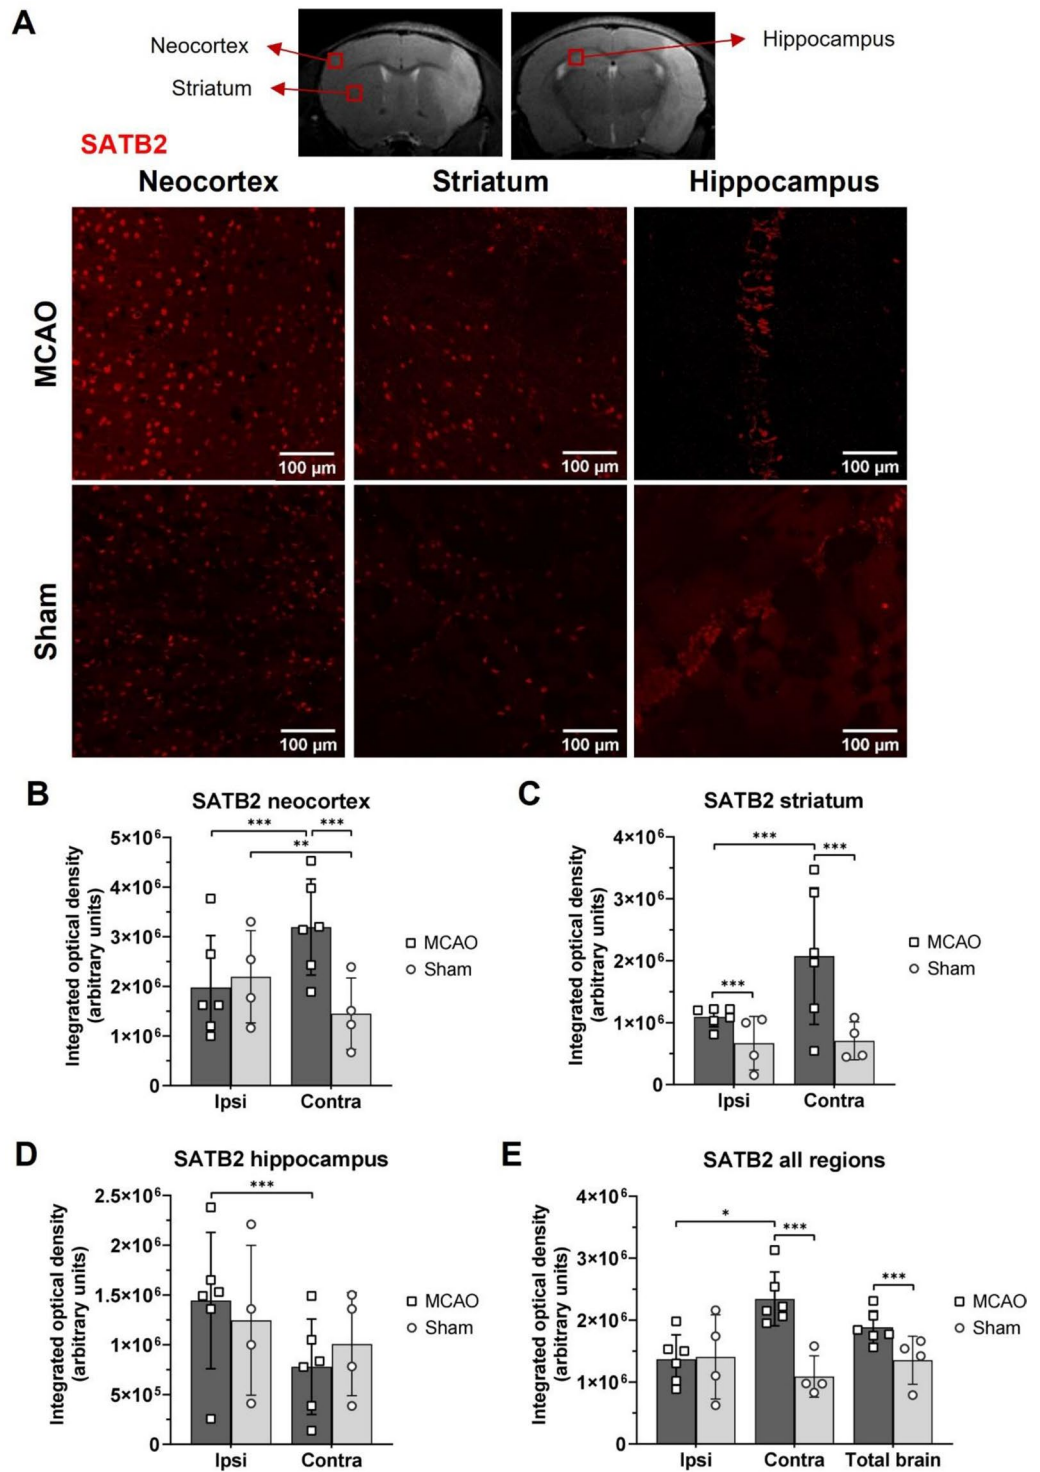 A
Neocortex
Striatum
Hippocampus
SATB2
Neocortex
Striatum
Hippocampus
MCAO
100 µm
100 µm
100 µm
Sham
100 µm
100 µm
100 µm
B
SATB2 neocortex
Integrated optical density
(arbitrary units)
5×10⁶
4×10⁶
3×10⁶
2×10⁶
1×10⁶
0
***
***
**
Ipsi
Contra
MCAO
Sham
C
SATB2 striatum
Integrated optical density
(arbitrary units)
4×10⁶
3×10⁶
2×10⁶
1×10⁶
0
***
***
***
Ipsi
Contra
MCAO
Sham
D
SATB2 hippocampus
Integrated optical density
(arbitrary units)
2.5×10⁶
2×10⁶
1.5×10⁶
1×10⁶
5×10⁵
0
***
Ipsi
Contra
MCAO
Sham
E
SATB2 all regions
Integrated optical density
(arbitrary units)
4×10⁶
3×10⁶
2×10⁶
1×10⁶
0
*
***
***
Ipsi
Contra
Total brain
MCAO
Sham